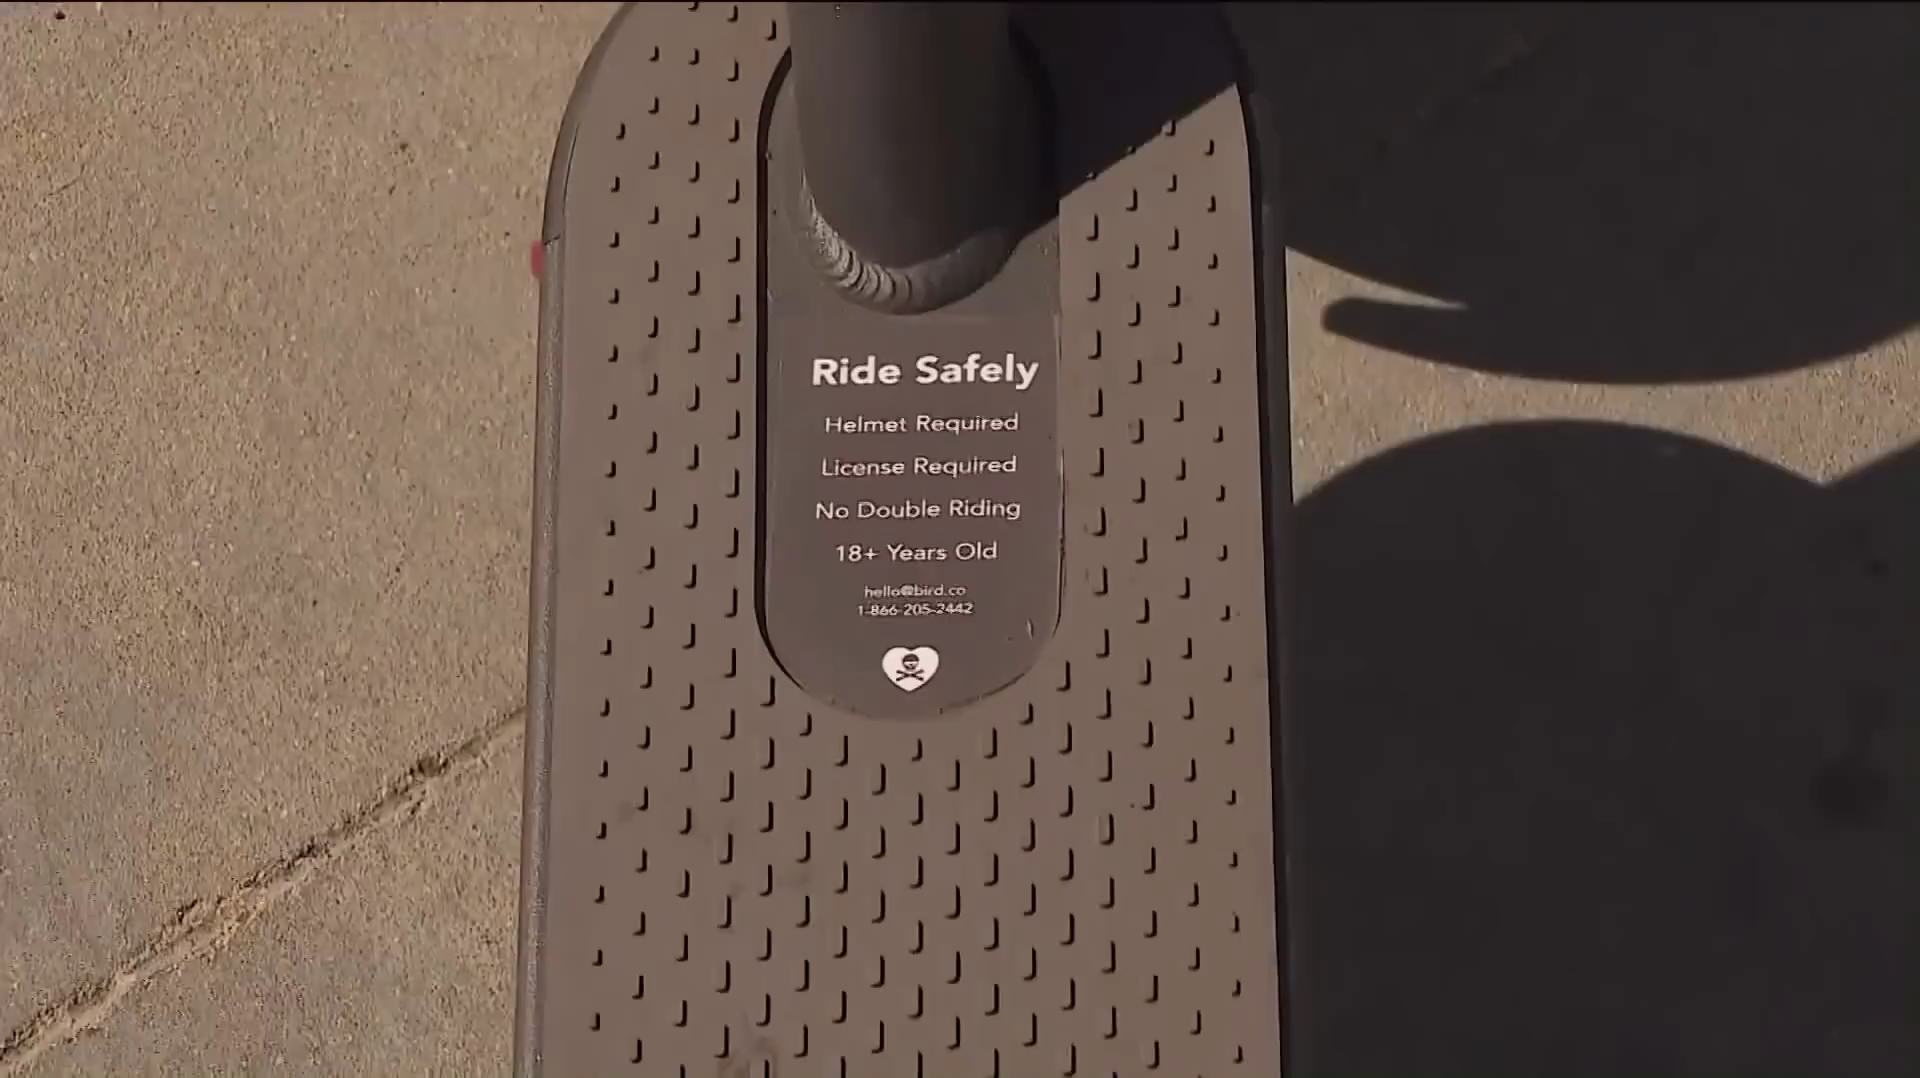 Ride Safely
Helmet Required
License Required
No Double Riding
18+ Years Old
hello@bird.co
1-866-205-2442